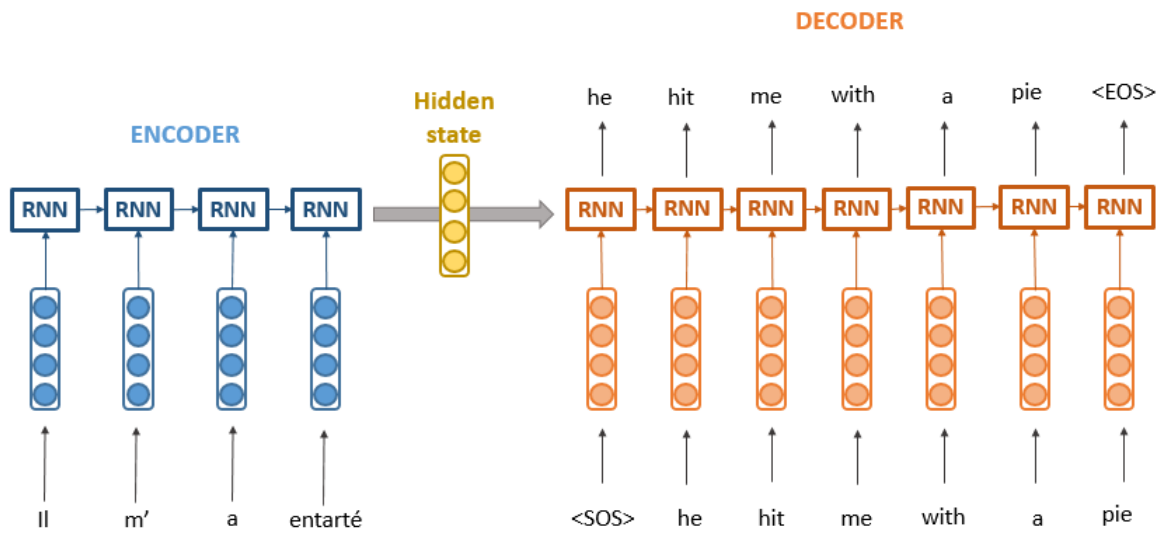 DECODER
he hit me with a pie <EOS>
Hidden
state
ENCODER
RNN RNN RNN RNN
RNN RNN RNN RNN RNN RNN RNN
Il m’ a entarté
<SOS> he hit me with a pie